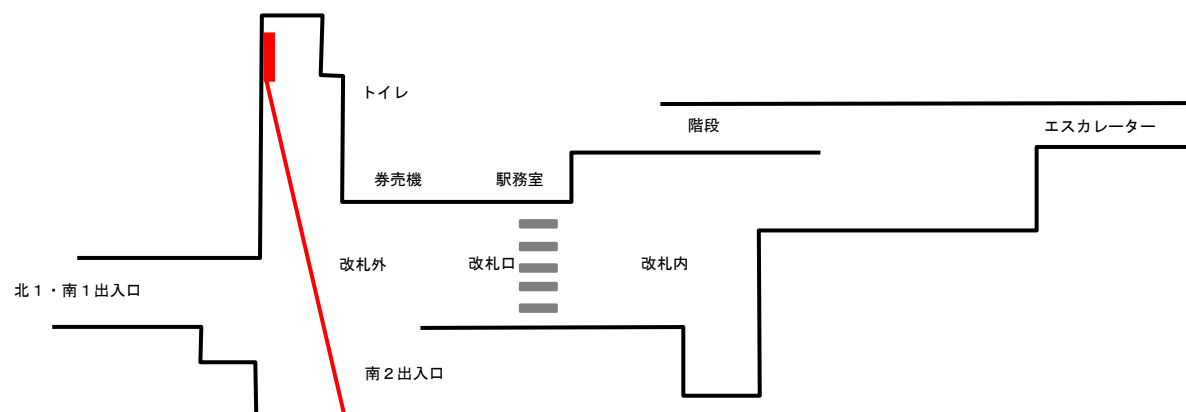 トイレ
階段
エスカレーター
券売機
駅務室
改札外
改札口
改札内
北１・南１出入口
南２出入口